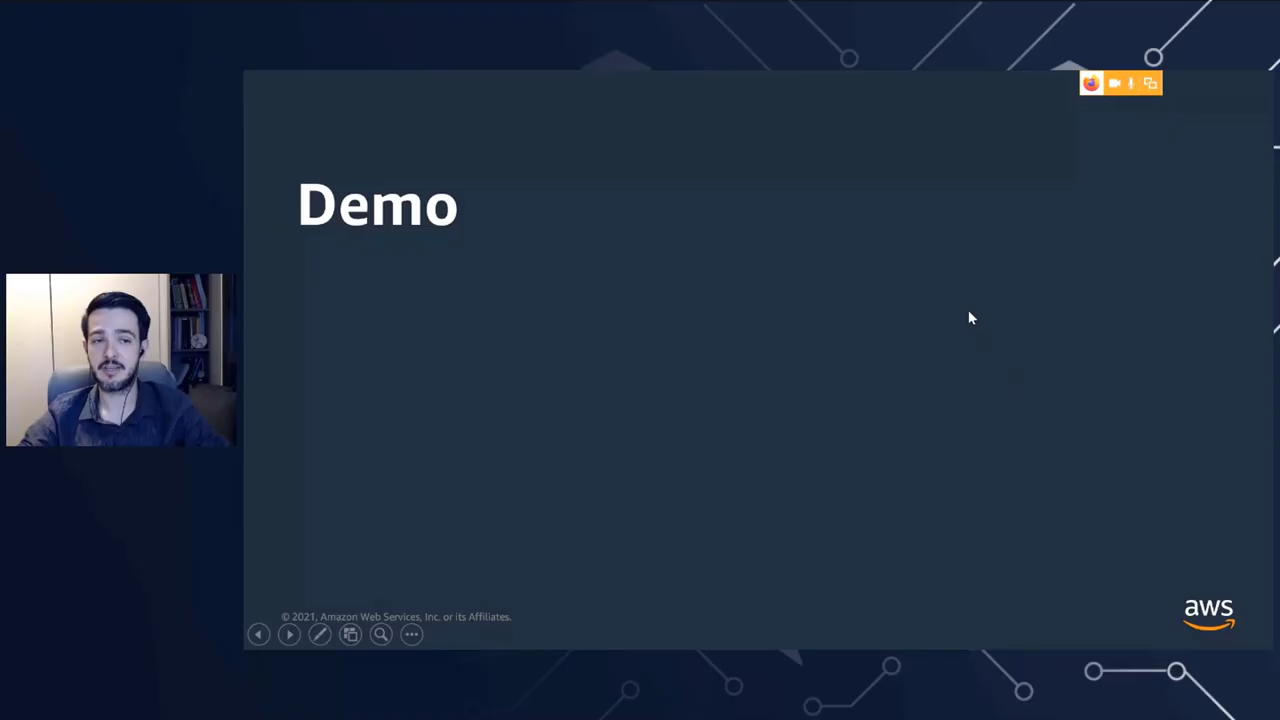 Demo
© 2021, Amazon Web Services, Inc. or its Affiliates.
aws